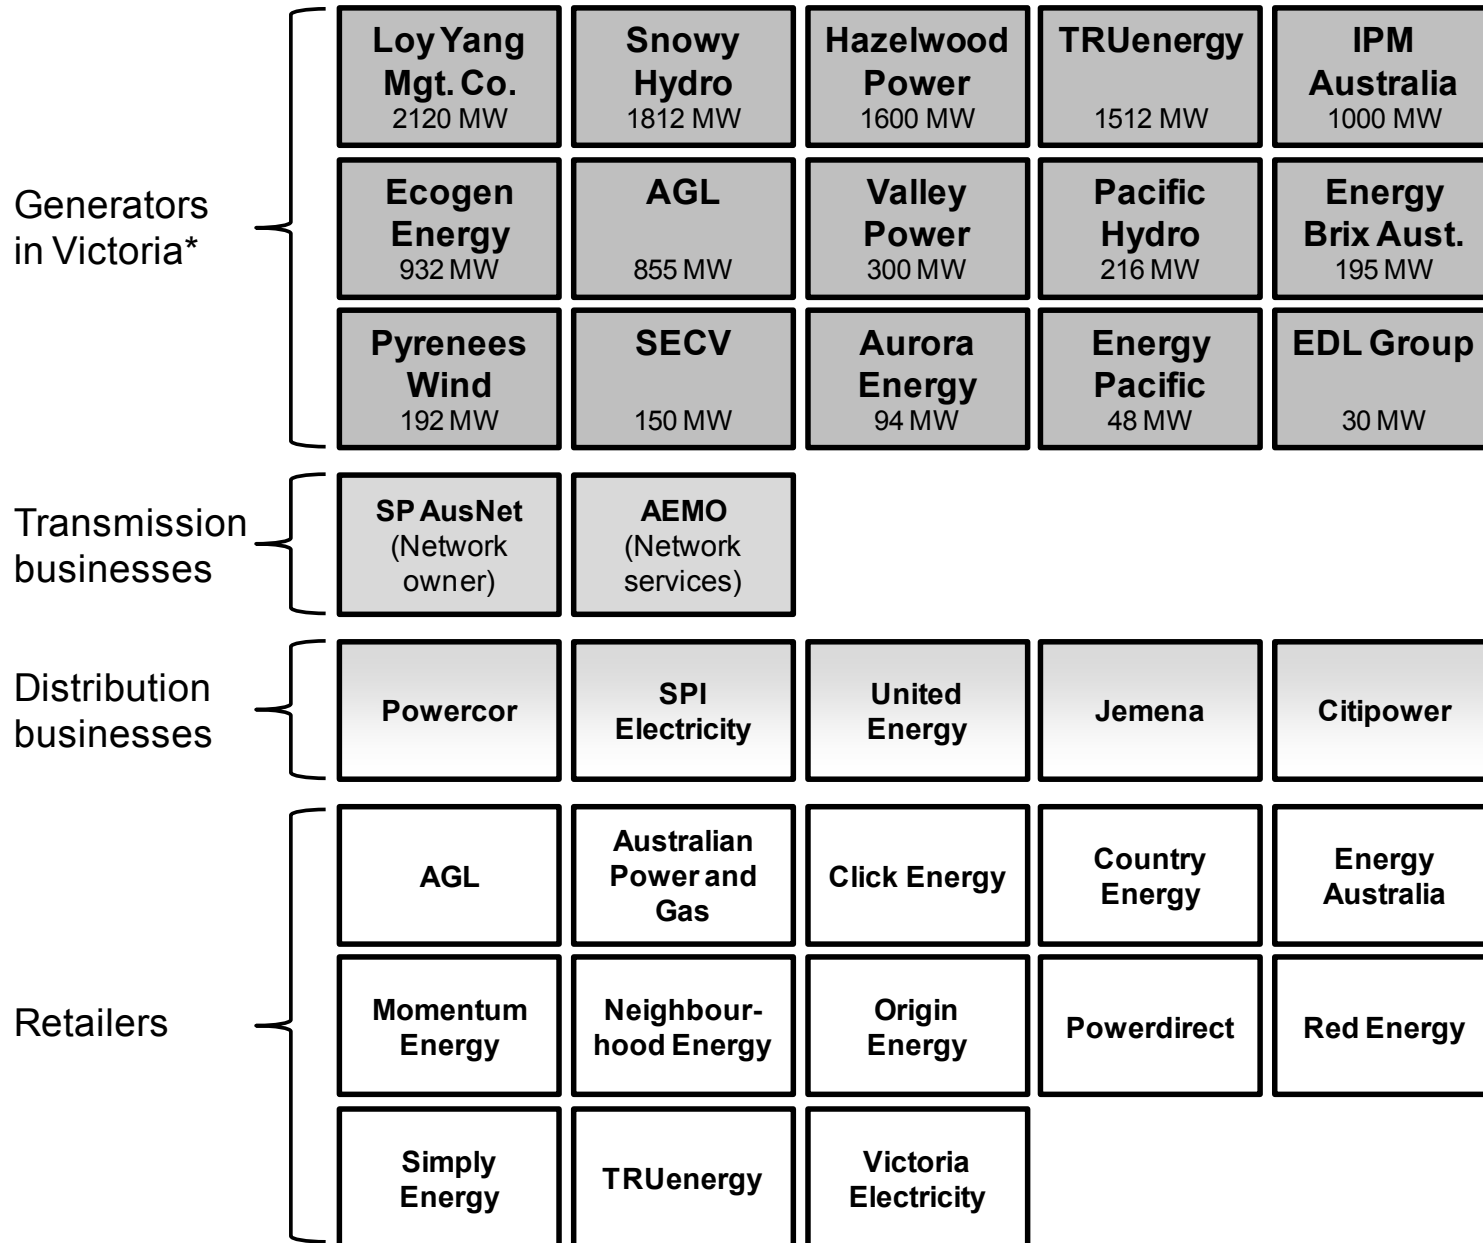 Generators
in Victoria*
Loy Yang
Mgt. Co.
2120 MW
Snowy
Hydro
1812 MW
Hazelwood
Power
1600 MW
TRUenergy
1512 MW
IPM
Australia
1000 MW
Ecogen
Energy
932 MW
AGL
855 MW
Valley
Power
300 MW
Pacific
Hydro
216 MW
Energy
Brix Aust.
195 MW
Pyrenees
Wind
192 MW
SECV
150 MW
Aurora
Energy
94 MW
Energy
Pacific
48 MW
EDL Group
30 MW
Transmission
businesses
SP AusNet
(Network
owner)
AEMO
(Network
services)
Distribution
businesses
Powercor
SPI
Electricity
United
Energy
Jemena
Citipower
Retailers
AGL
Australian
Power and
Gas
Click Energy
Country
Energy
Energy
Australia
Momentum
Energy
Neighbour-
hood Energy
Origin
Energy
Powerdirect
Red Energy
Simply
Energy
TRUenergy
Victoria
Electricity